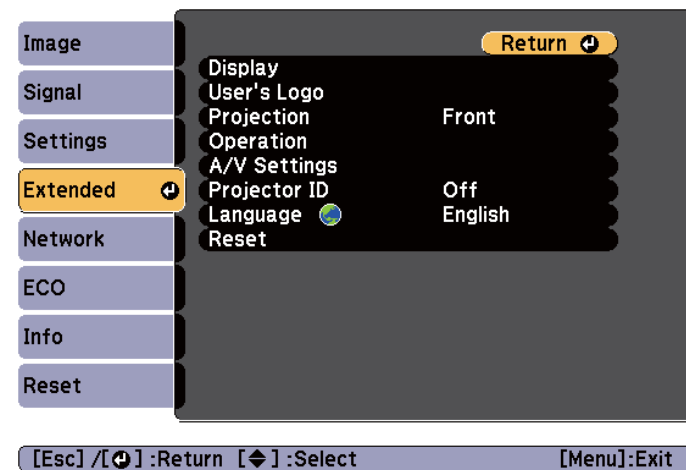 Image
Signal
Settings
Extended
Network
ECO
Info
Reset
Return
Display
User's Logo
Projection Front
Operation
A/V Settings
Projector ID Off
Language English
Reset
[Esc] /[ ] :Return [ ] :Select [Menu]:Exit